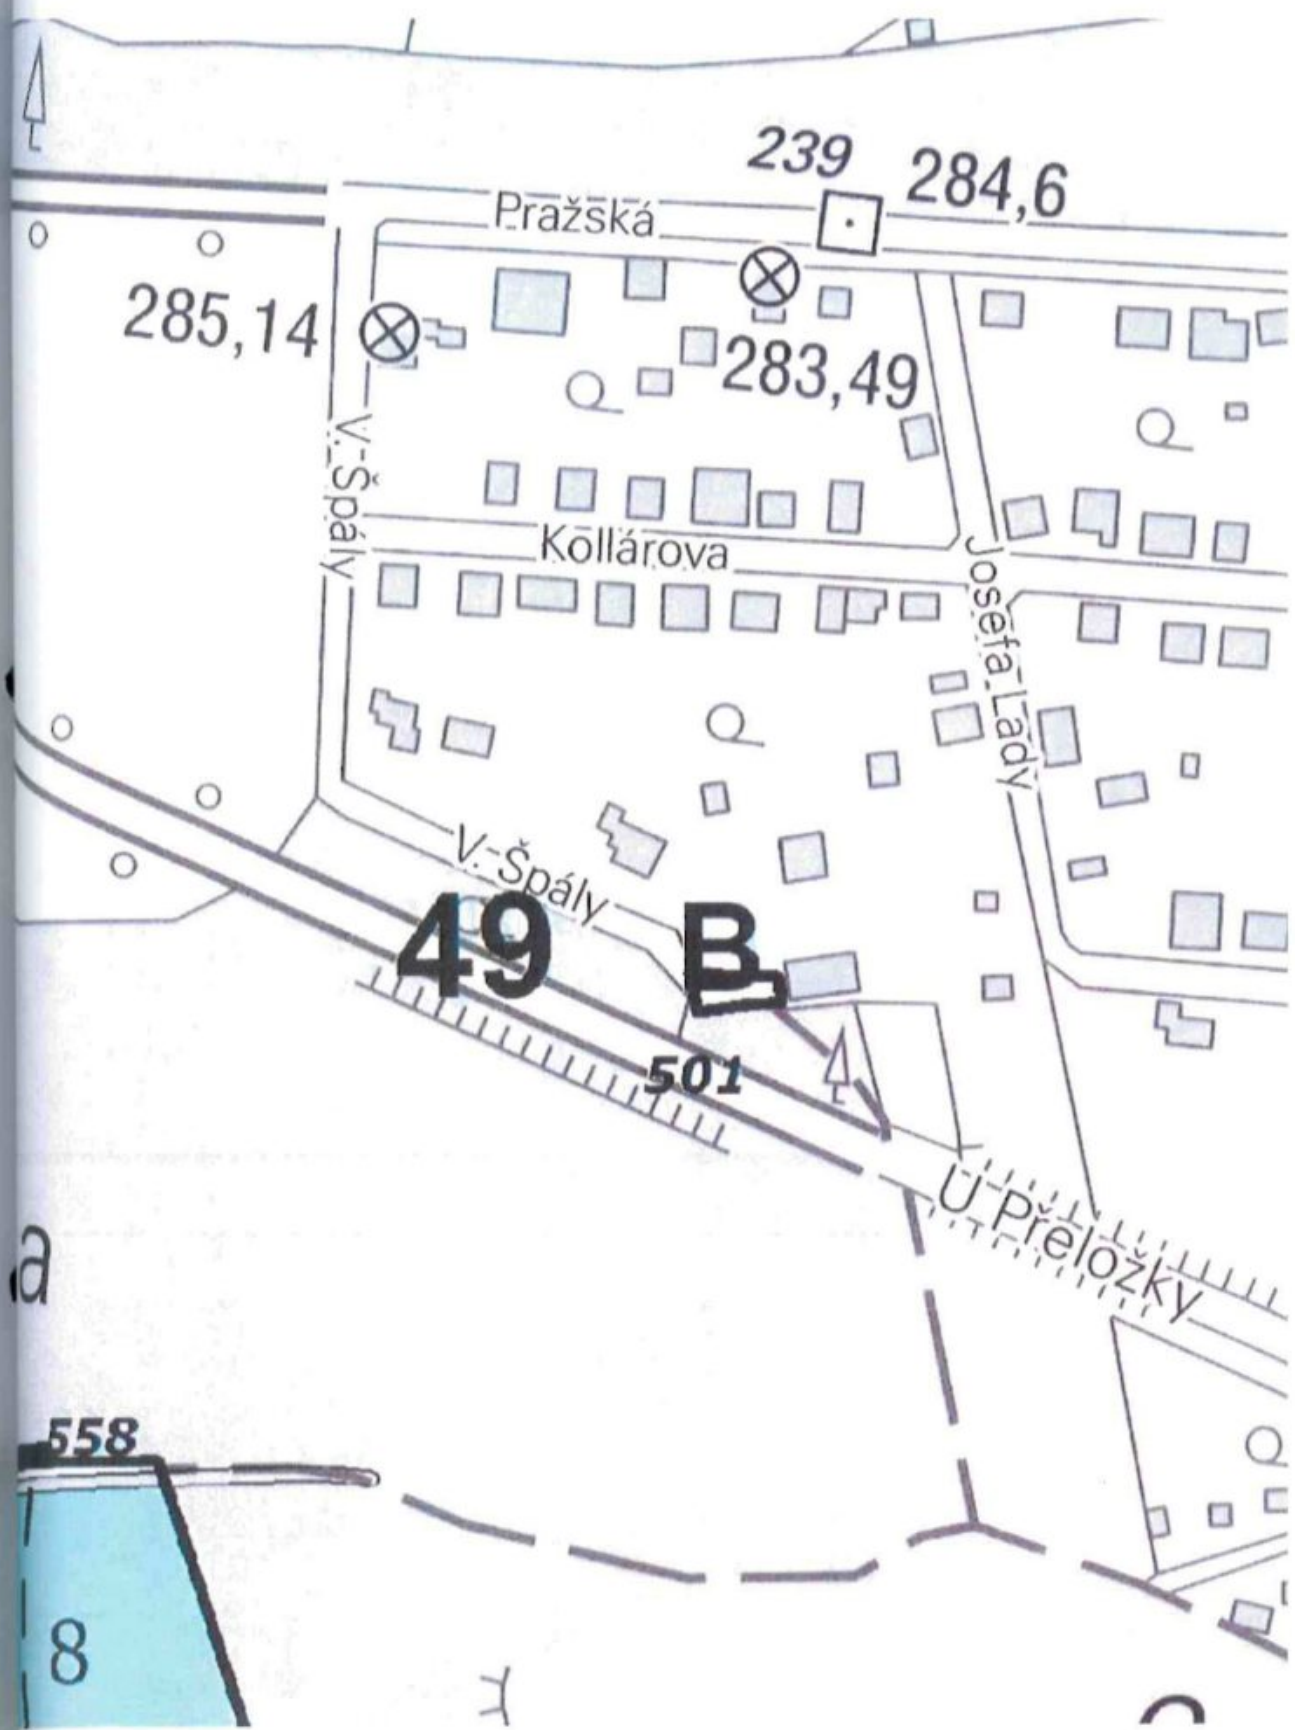 239 284,6
Pražská
285,14
283,49
V. Špály
Kollárova
Josefa Lady
V. Špály
49 B
501
U Přeložky
a
558
8